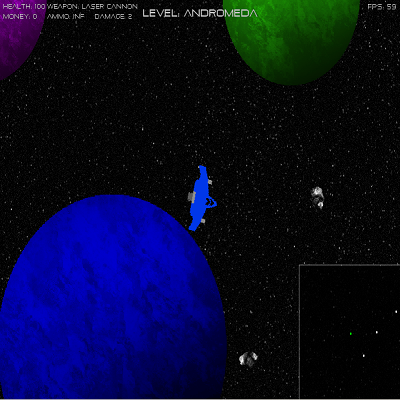 HEALTH: 100 WEAPON: LASER CANNON
MONEY: 0 AMMO: INF DAMAGE: 2
LEVEL: ANDROMEDA
FPS: 59